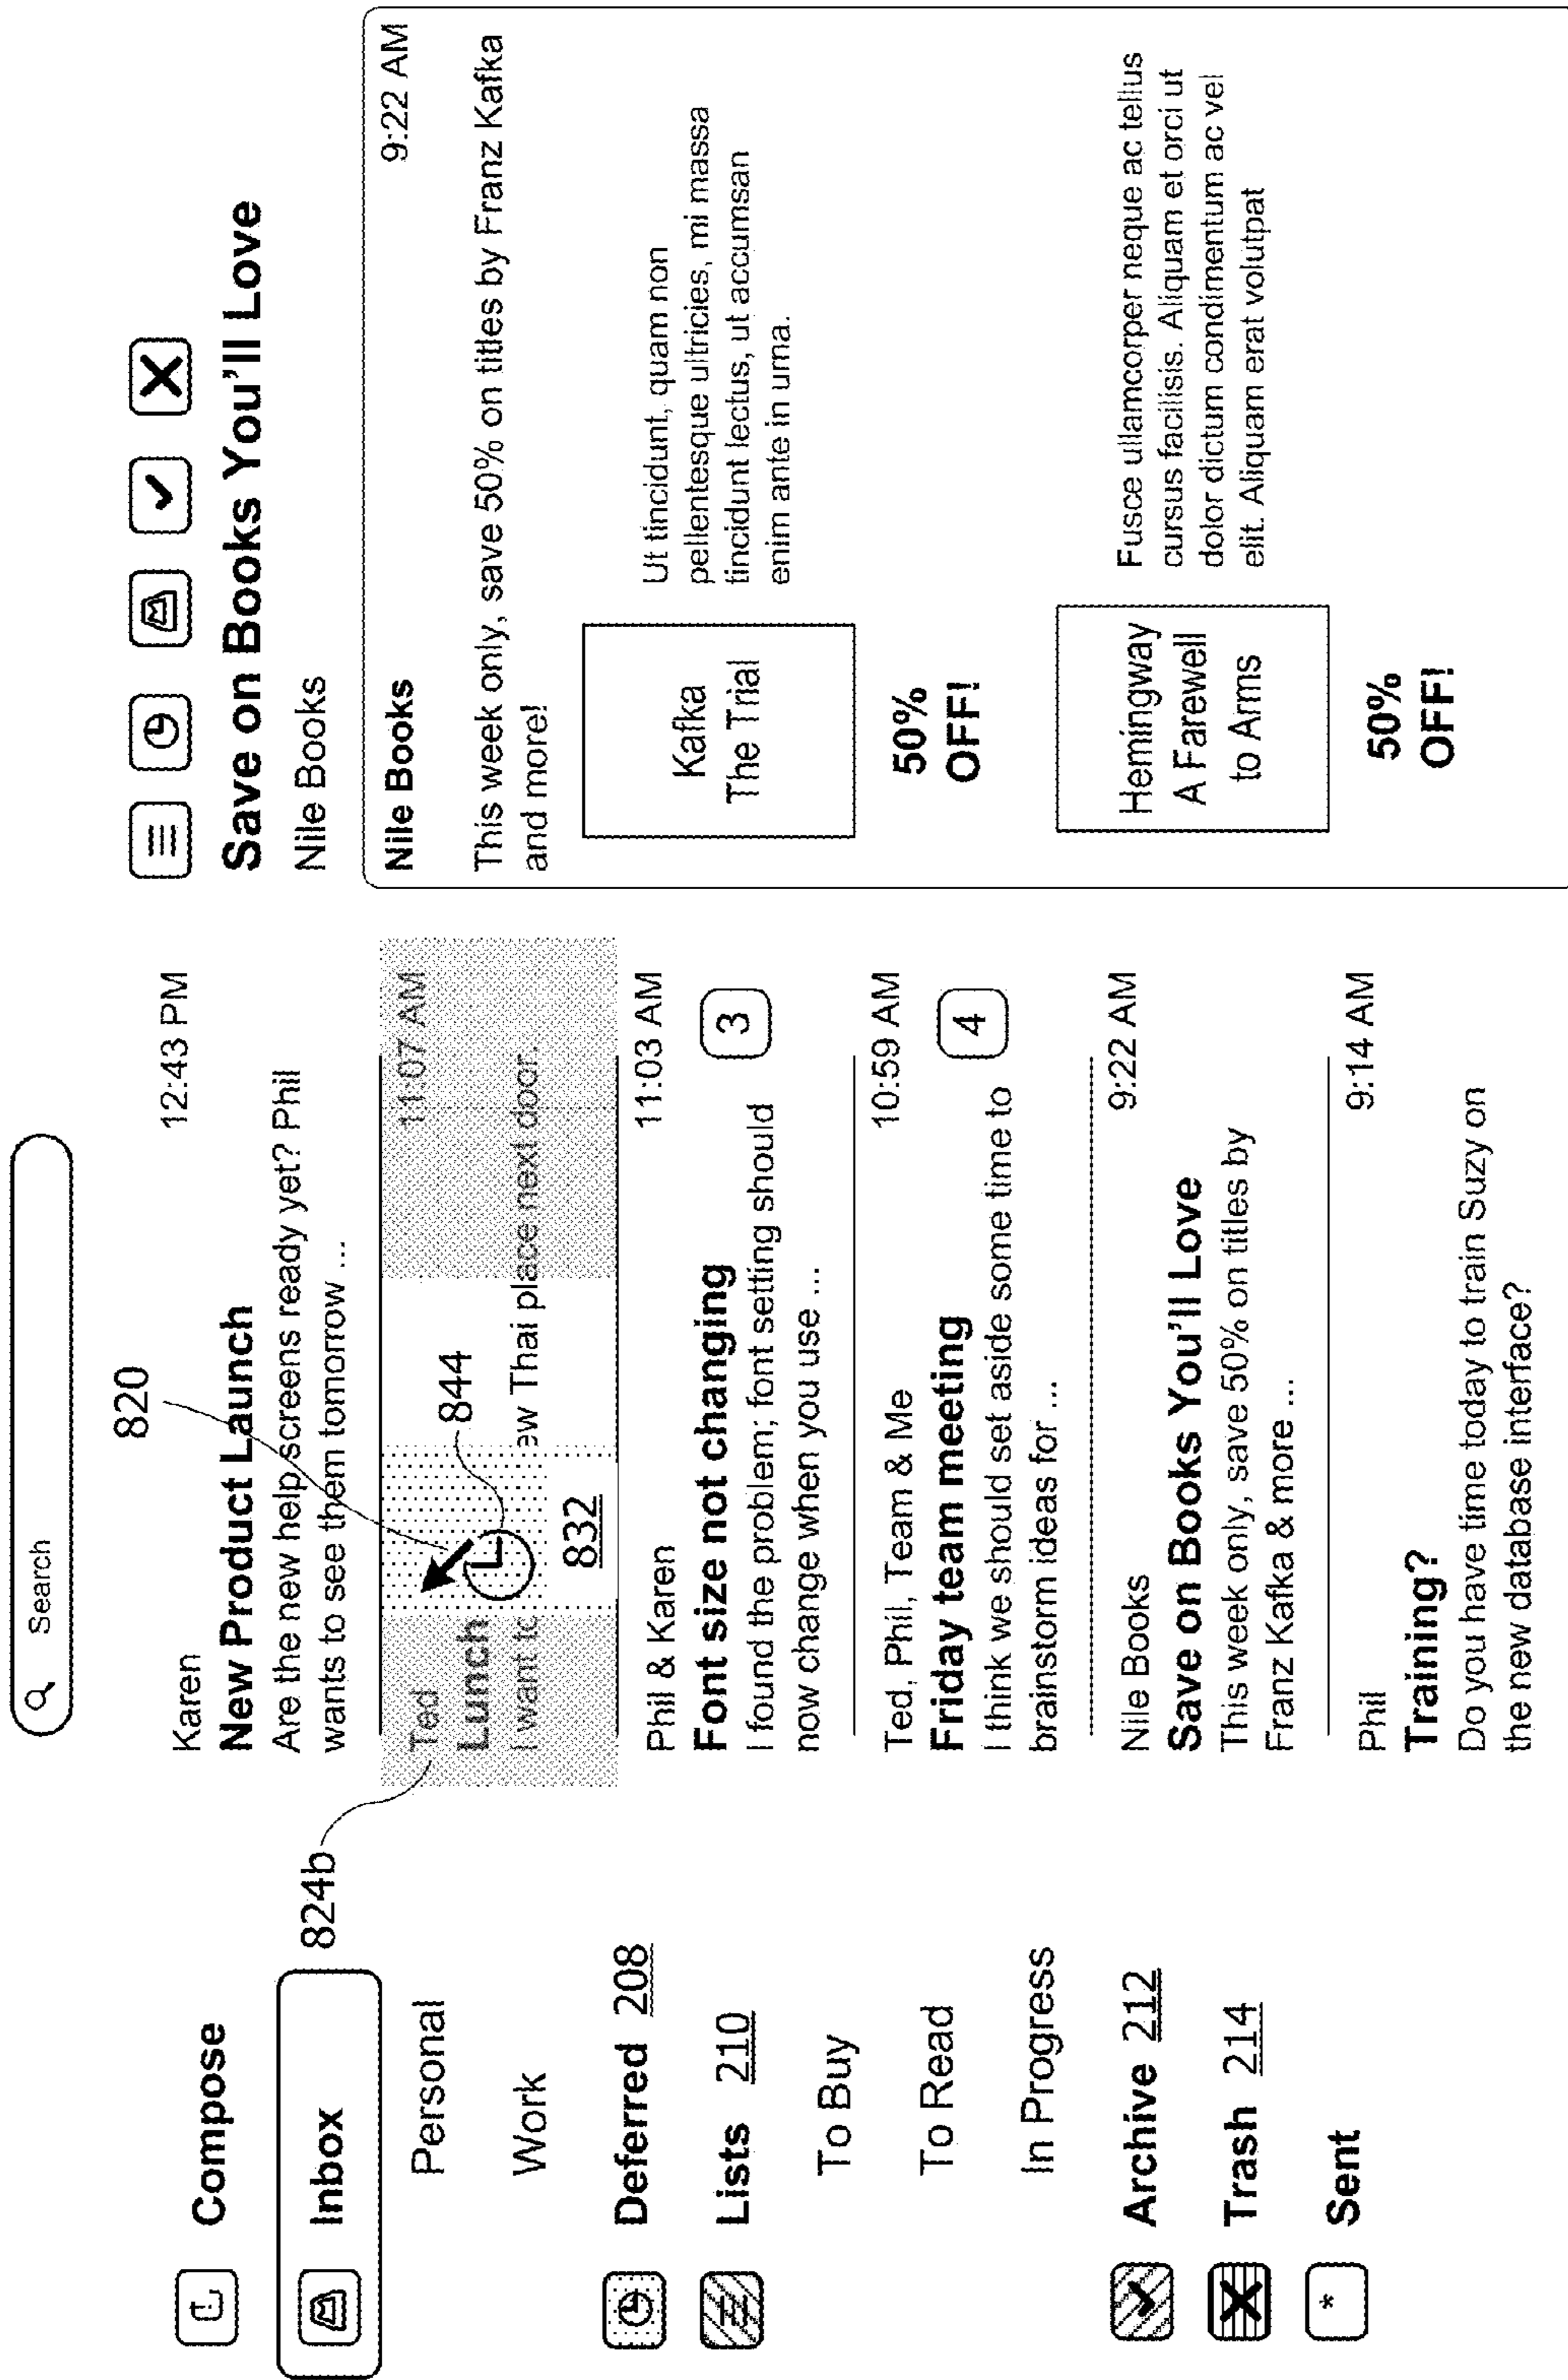 Compose
Inbox
824b
Personal
Work
Deferred 208
Lists 210
To Buy
To Read
In Progress
Archive 212
Trash 214
* Sent
Search
820
Karen 12:43 PM
New Product Launch
Are the new help screens ready yet? Phil
wants to see them tomorrow ...
Ted 11:07 AM
Lunch 844
I want to ew Thai place next door.
832
Phil & Karen 11:03 AM
Font size not changing 3
I found the problem; font setting should
now change when you use ...
Ted, Phil, Team & Me 10:59 AM
Friday team meeting 4
I think we should set aside some time to
brainstorm ideas for ...
Nile Books 9:22 AM
Save on Books You'll Love
This week only, save 50% on titles by
Franz Kafka & more ...
Phil 9:14 AM
Training?
Do you have time today to train Suzy on
the new database interface?
Save on Books You'll Love
Nile Books
Nile Books 9:22 AM
This week only, save 50% on titles by Franz Kafka
and more!
Kafka
The Trial
50%
OFF!
Ut tincidunt, quam non
pellentesque ultricies, mi massa
tincidunt lectus, ut accumsan
enim ante in urna.
Hemingway
A Farewell
to Arms
50%
OFF!
Fusce ullamcorper neque ac tellus
cursus facilisis. Aliquam et orci ut
dolor dictum condimentum ac vel
elit. Aliquam erat volutpat